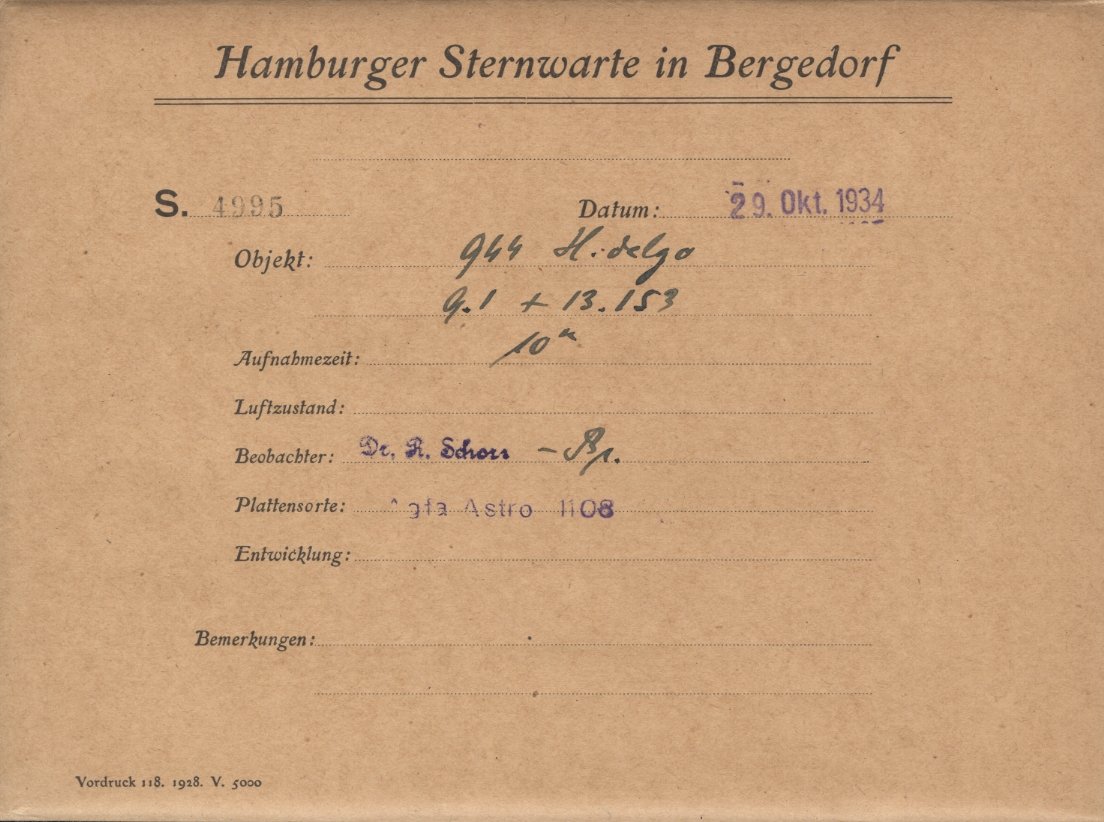 Hamburger Sternwarte in Bergedorf
S. 4995 Datum: 29. Okt. 1934
Objekt: 944 Hidalgo
9.1 + 13.153
Aufnahmezeit: 10ᵐ
Luftzustand:
Beobachter: Dr. R. Schorr –
Plattensorte: Agfa Astro 1108
Entwicklung:
Bemerkungen:
Vordruck 118. 1928. V. 5000